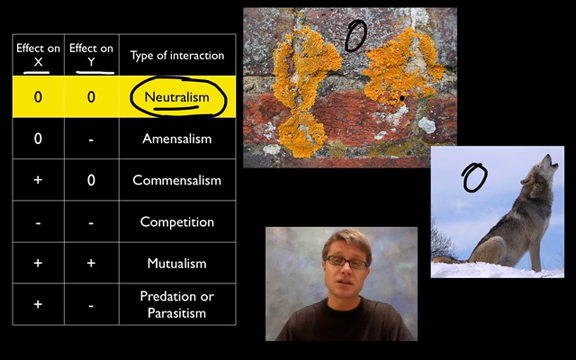 Effect on X Effect on Y Type of interaction
0 0 Neutralism
0 - Amensalism
+ 0 Commensalism
- - Competition
+ + Mutualism
+ - Predation or
Parasitism
0
0